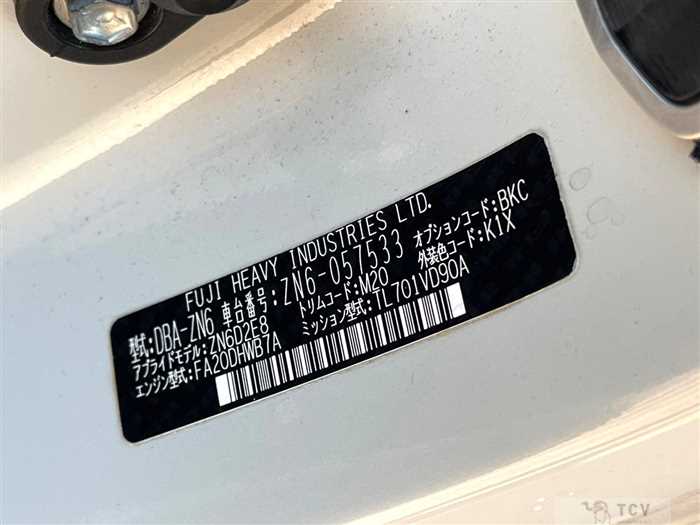 FUJI HEAVY INDUSTRIES LTD.
型式:DBA-ZN6 車台番号:ZN6-057533 オプションコード:BKC
アプライドモデル:ZN6D2E8 トリムコード:M20 外装色コード:K1X
エンジン型式:FA20DHWB7A ミッション型式:TL701VD90A
TCV